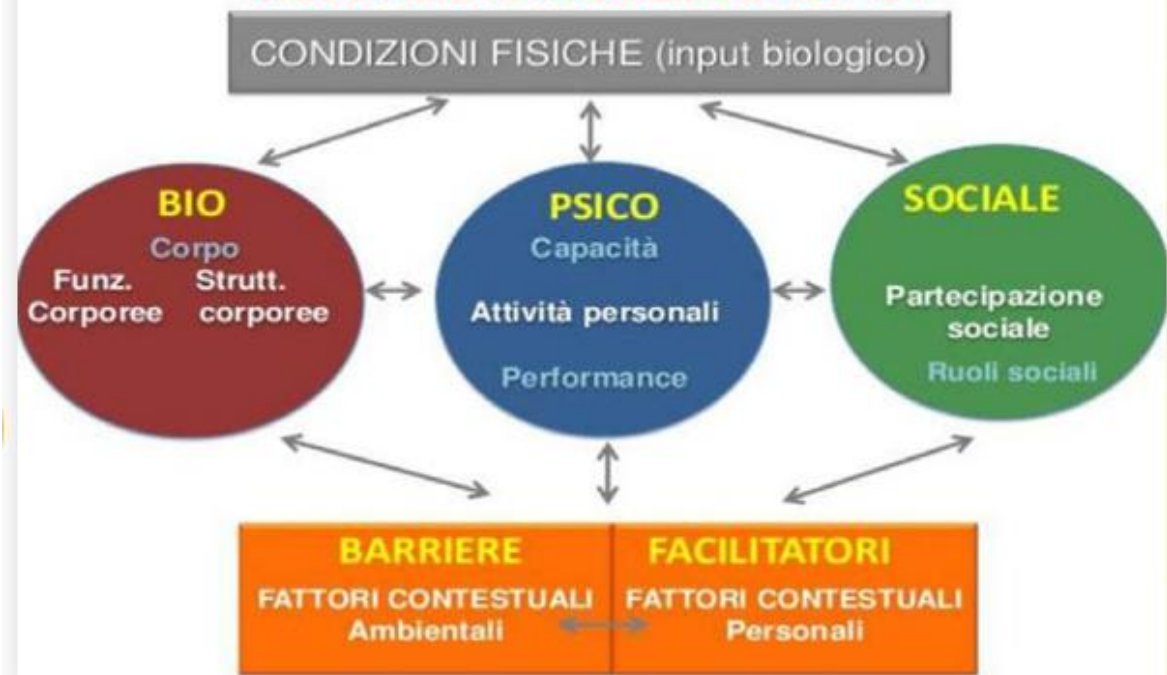 CONDIZIONI FISICHE (input biologico)
BIO
Corpo
Funz. Strutt.
Corporee corporee
PSICO
Capacità
Attività personali
Performance
SOCIALE
Partecipazione
sociale
Ruoli sociali
BARRIERE
FATTORI CONTESTUALI
Ambientali
FACILITATORI
FATTORI CONTESTUALI
Personali